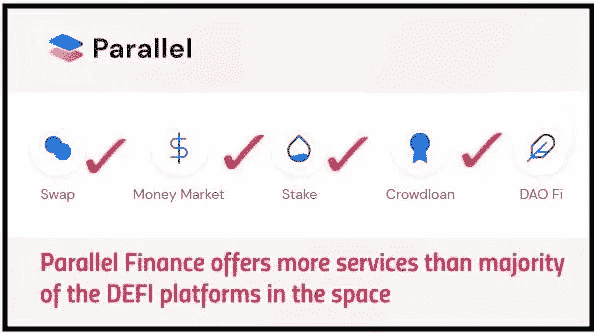 Parallel
Swap Money Market Stake Crowdloan DAO Fi
Parallel Finance offers more services than majority
of the DEFI platforms in the space